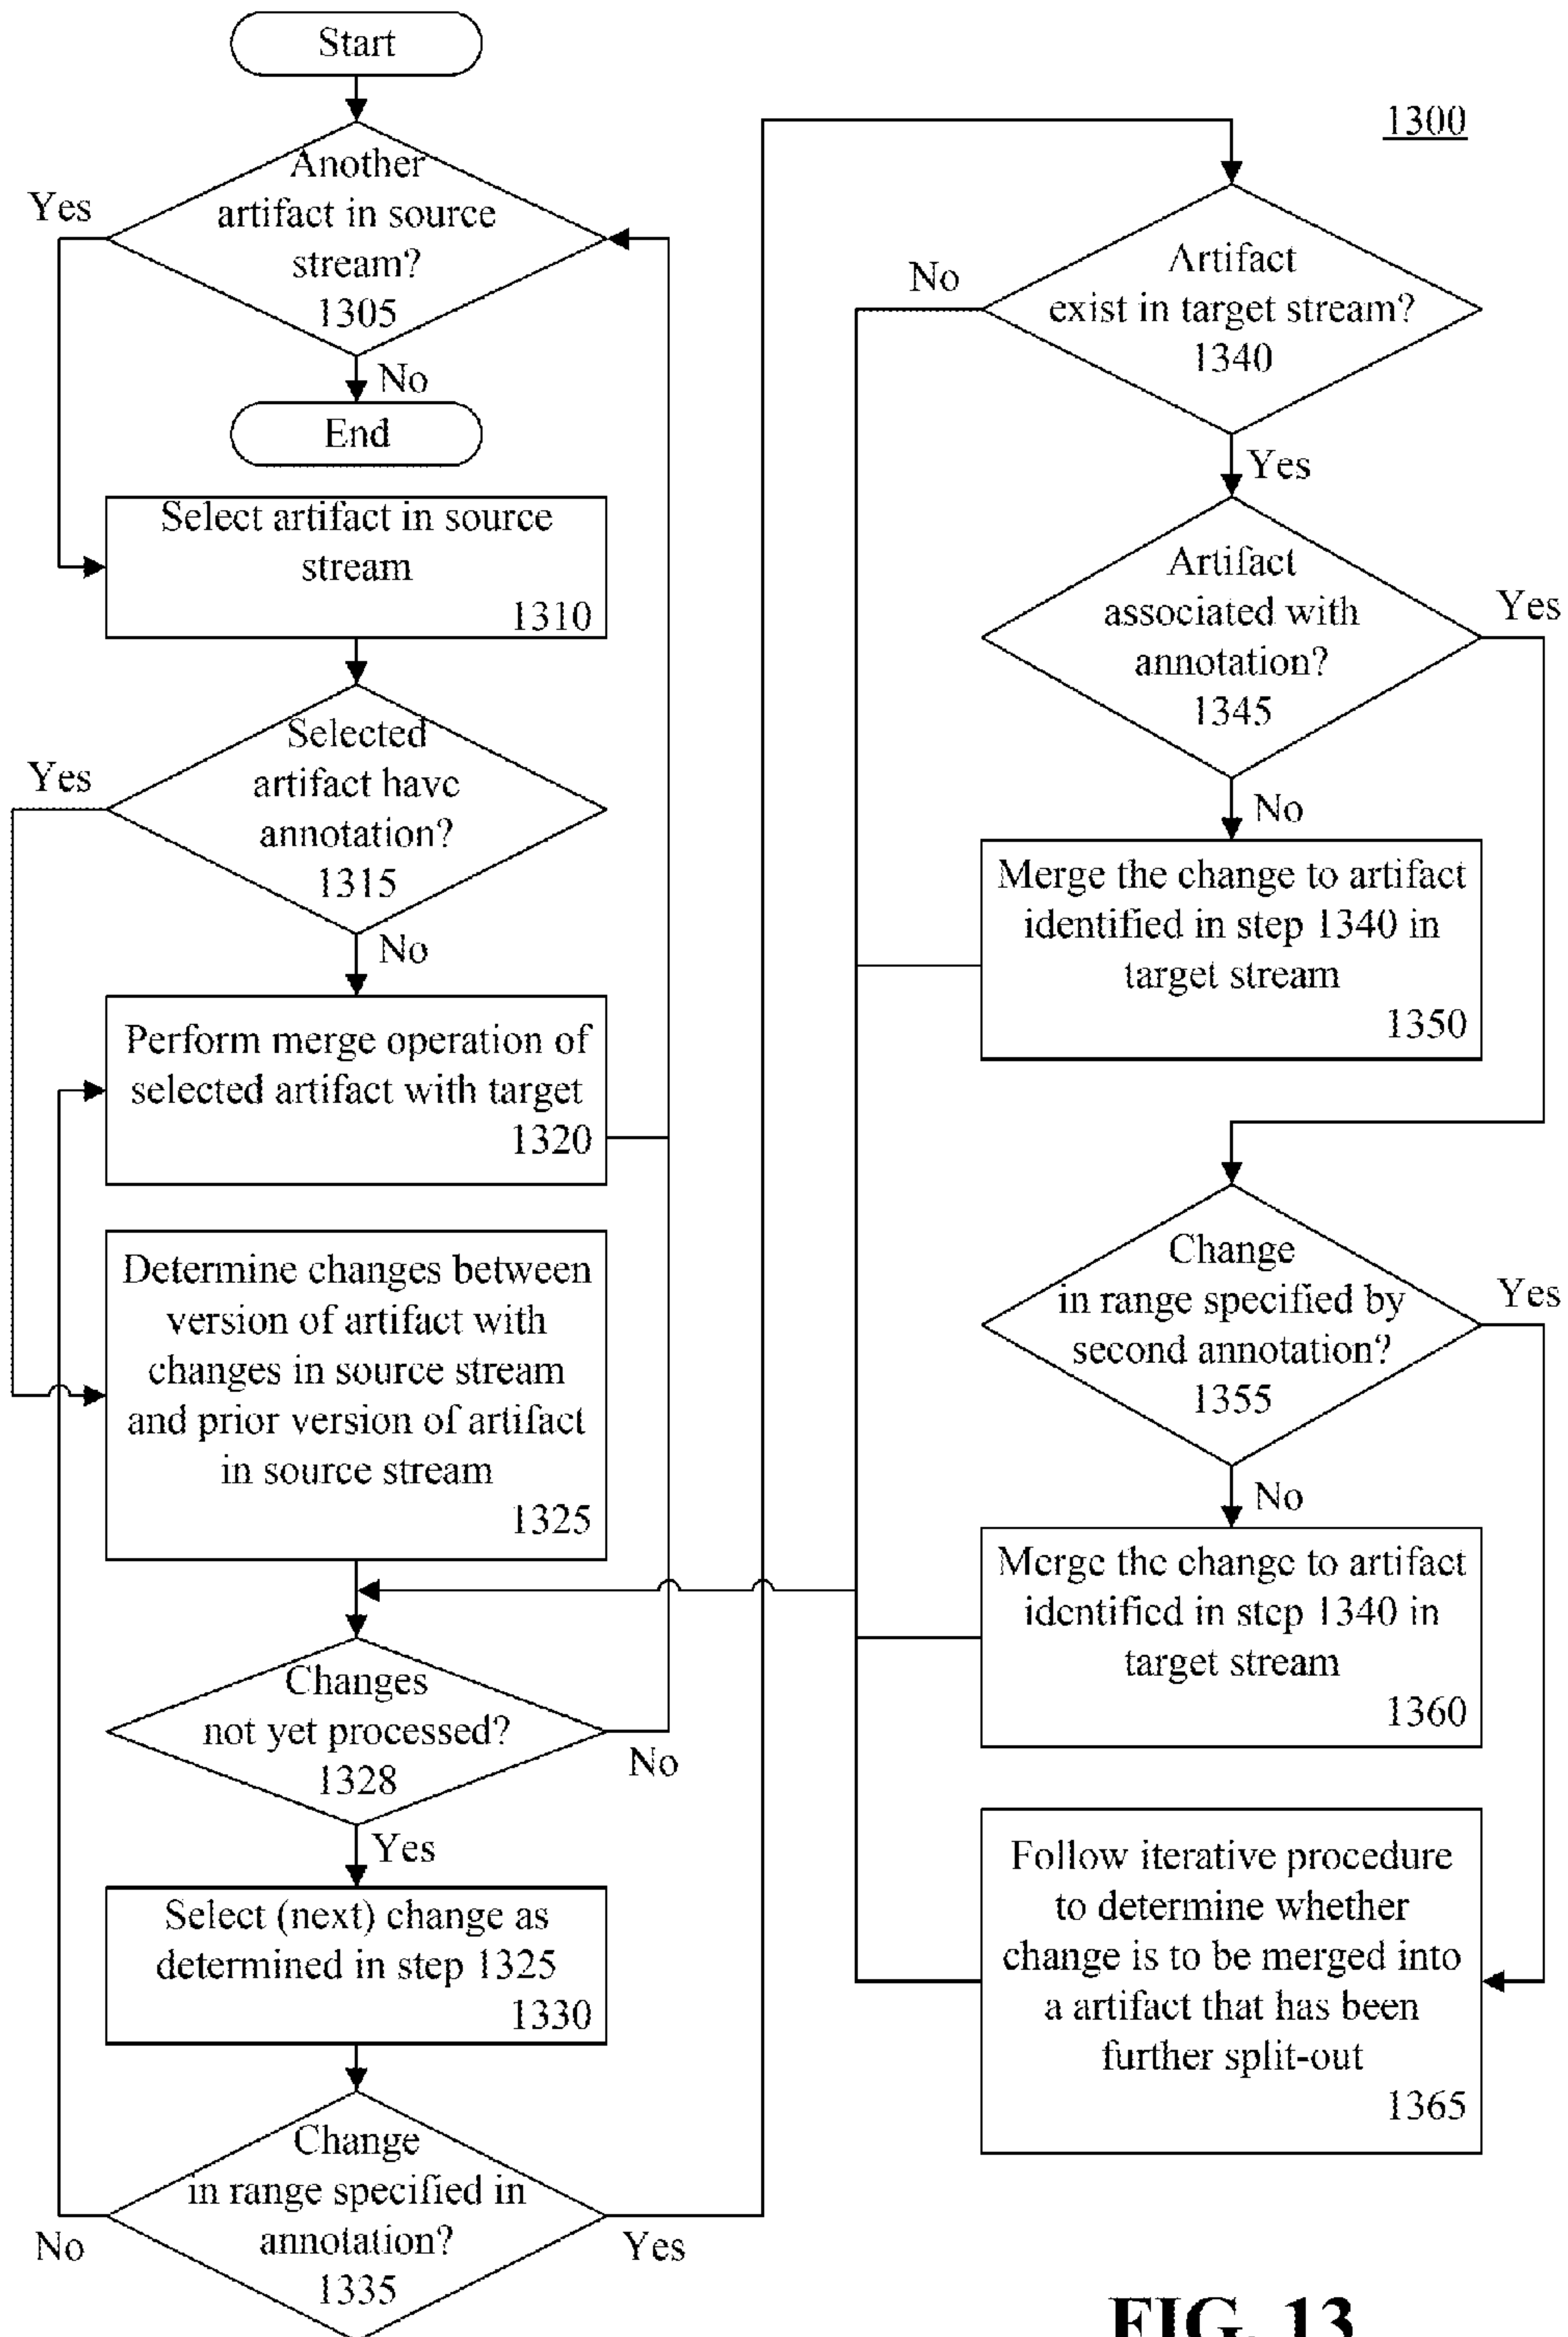 Start
Another
artifact in source
stream?
1305
Yes
No
End
Select artifact in source
stream
1310
Selected
artifact have
annotation?
1315
Yes
No
Perform merge operation of
selected artifact with target
1320
Determine changes between
version of artifact with
changes in source stream
and prior version of artifact
in source stream
1325
Changes
not yet processed?
1328
No
Yes
Select (next) change as
determined in step 1325
1330
Change
in range specified in
annotation?
1335
No
Yes
1300
Artifact
exist in target stream?
1340
No
Yes
Artifact
associated with
annotation?
1345
Yes
No
Merge the change to artifact
identified in step 1340 in
target stream
1350
Change
in range specified by
second annotation?
1355
Yes
No
Merge the change to artifact
identified in step 1340 in
target stream
1360
Follow iterative procedure
to determine whether
change is to be merged into
a artifact that has been
further split-out
1365
FIG. 13